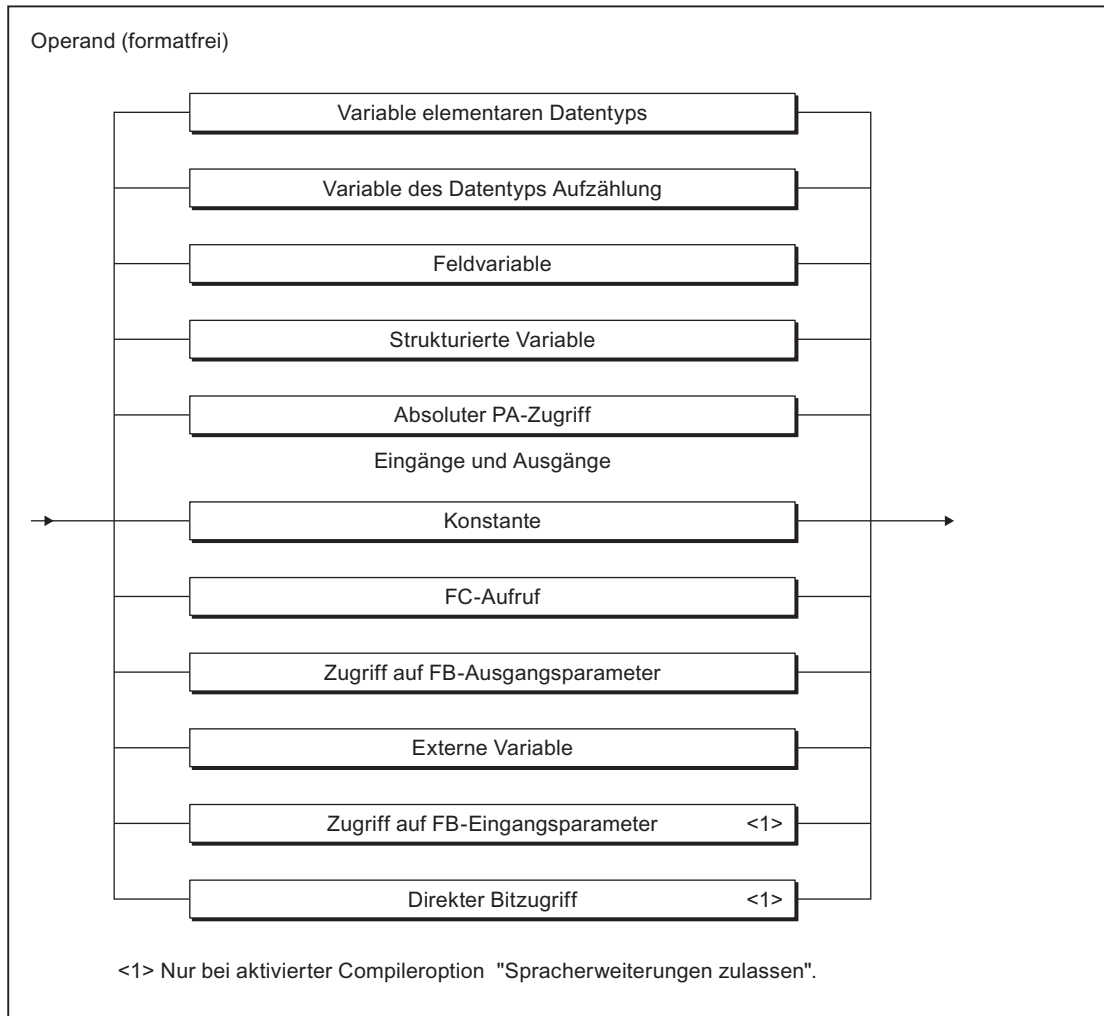 Operand (formatfrei)
Variable elementaren Datentyps
Variable des Datentyps Aufzählung
Feldvariable
Strukturierte Variable
Absoluter PA-Zugriff
Eingänge und Ausgänge
Konstante
FC-Aufruf
Zugriff auf FB-Ausgangsparameter
Externe Variable
Zugriff auf FB-Eingangsparameter <1>
Direkter Bitzugriff <1>
<1> Nur bei aktivierter Compileroption "Spracherweiterungen zulassen".